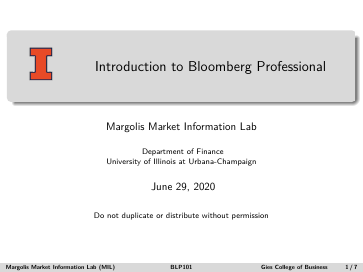 Introduction to Bloomberg Professional
Margolis Market Information Lab
Department of Finance
University of Illinois at Urbana-Champaign
June 29, 2020
Do not duplicate or distribute without permission
Margolis Market Information Lab (MIL) BLP101 Gies College of Business 1 / 7